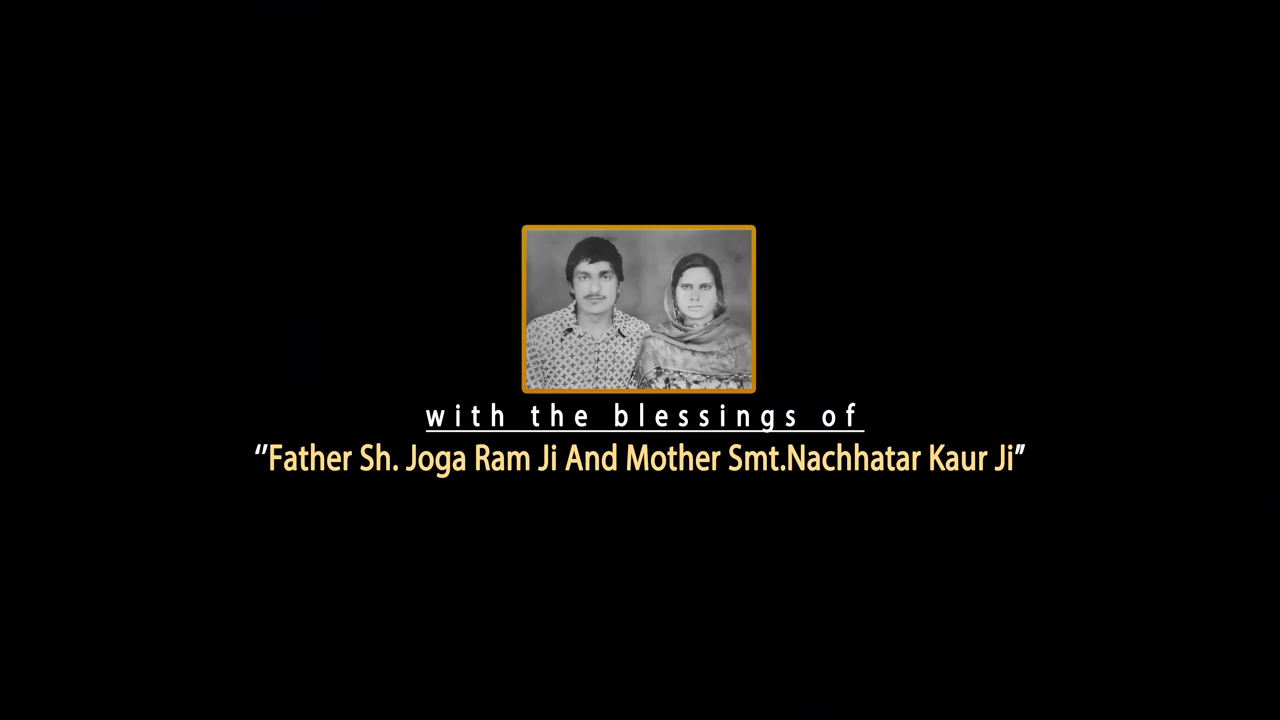 with the blessings of
“Father Sh. Joga Ram Ji And Mother Smt.Nachhatar Kaur Ji”